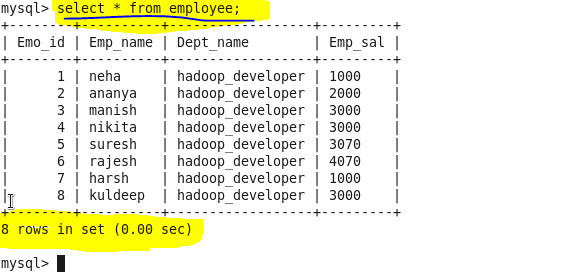 mysql> select * from employee;
+--------+----------+------------------+---------+
| Emo_id | Emp_name | Dept_name | Emp_sal |
+--------+----------+------------------+---------+
| 1 | neha | hadoop_developer | 1000 |
| 2 | ananya | hadoop_developer | 2000 |
| 3 | manish | hadoop_developer | 3000 |
| 4 | nikita | hadoop_developer | 3000 |
| 5 | suresh | hadoop_developer | 3070 |
| 6 | rajesh | hadoop_developer | 4070 |
| 7 | harsh | hadoop_developer | 1000 |
| 8 | kuldeep | hadoop_developer | 3000 |
+--------+----------+------------------+---------+
8 rows in set (0.00 sec)
mysql>